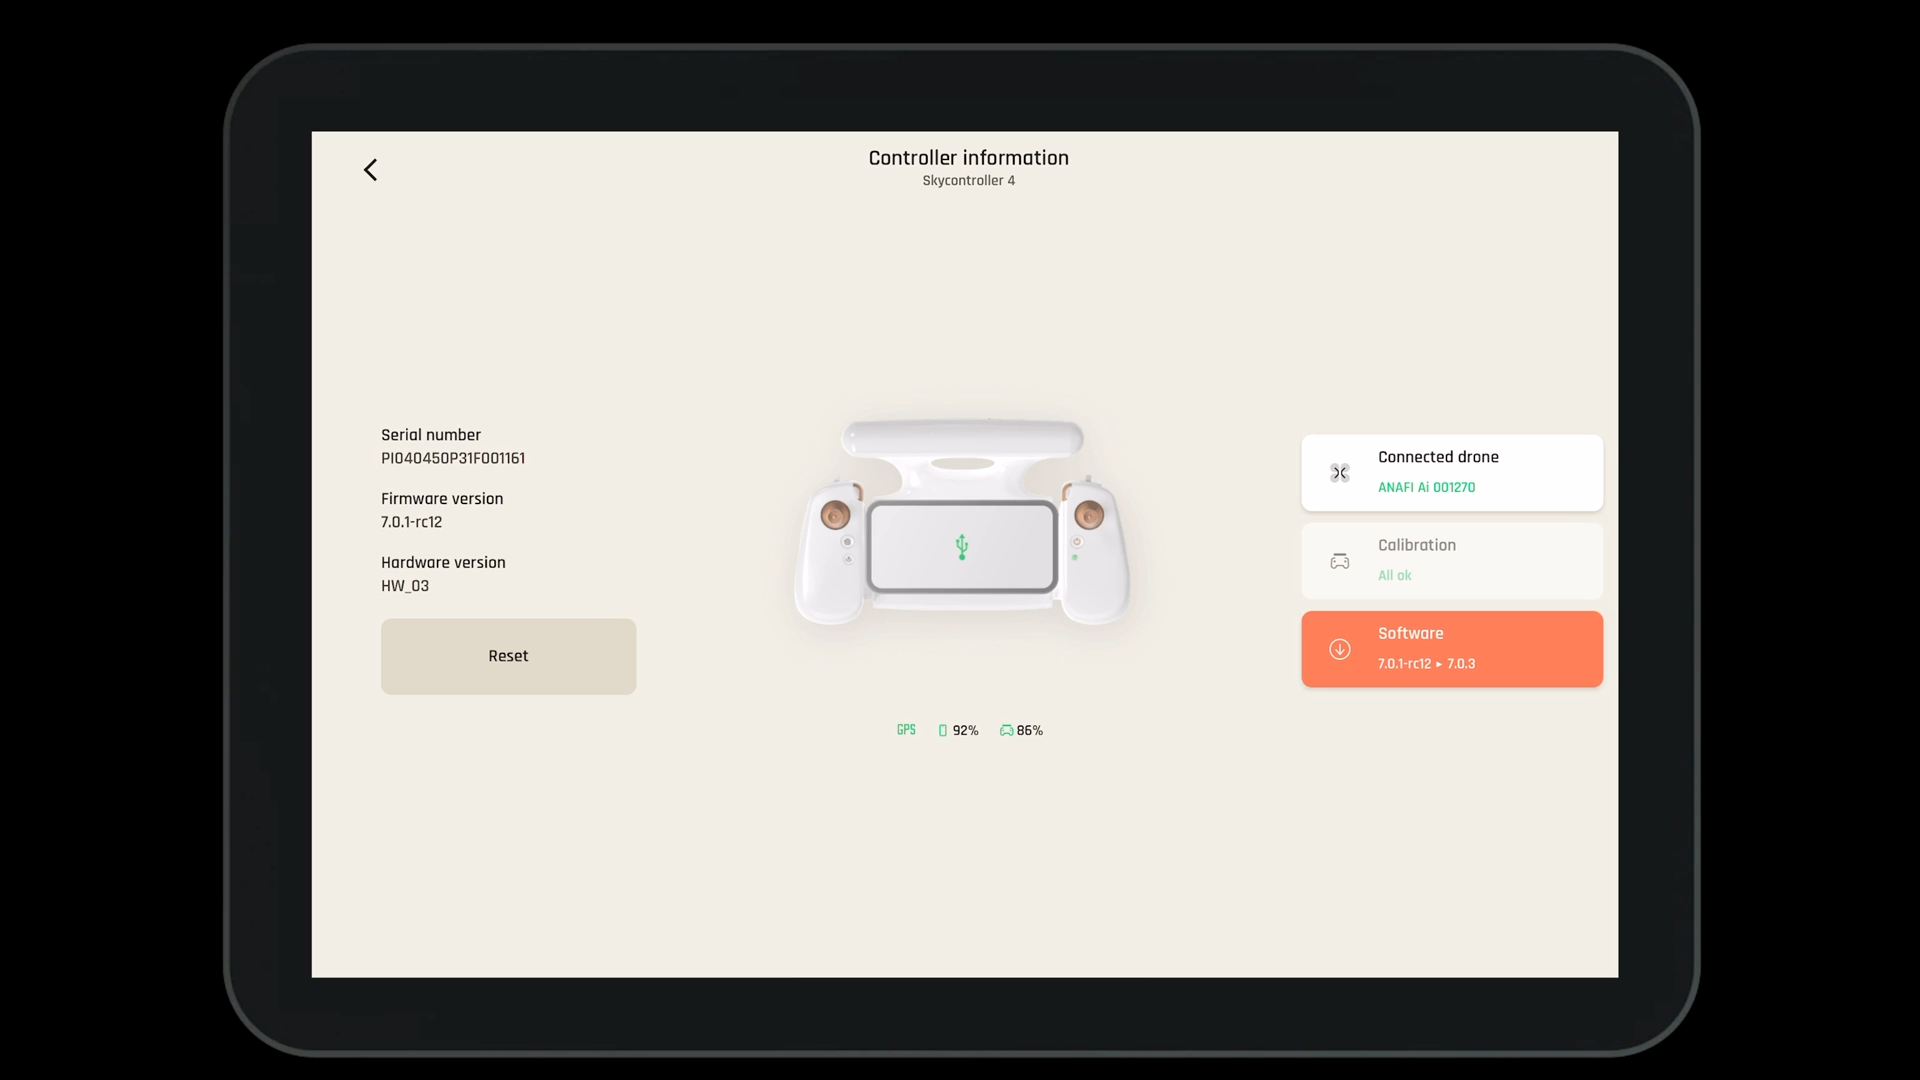 Controller information
Skycontroller 4
Serial number
PI040450P31F001161
Firmware version
7.0.1-rc12
Hardware version
HW_03
Reset
GPS
92%
86%
Connected drone
ANAFI Ai 001270
Calibration
All ok
Software
7.0.1-rc12 ▸ 7.0.3